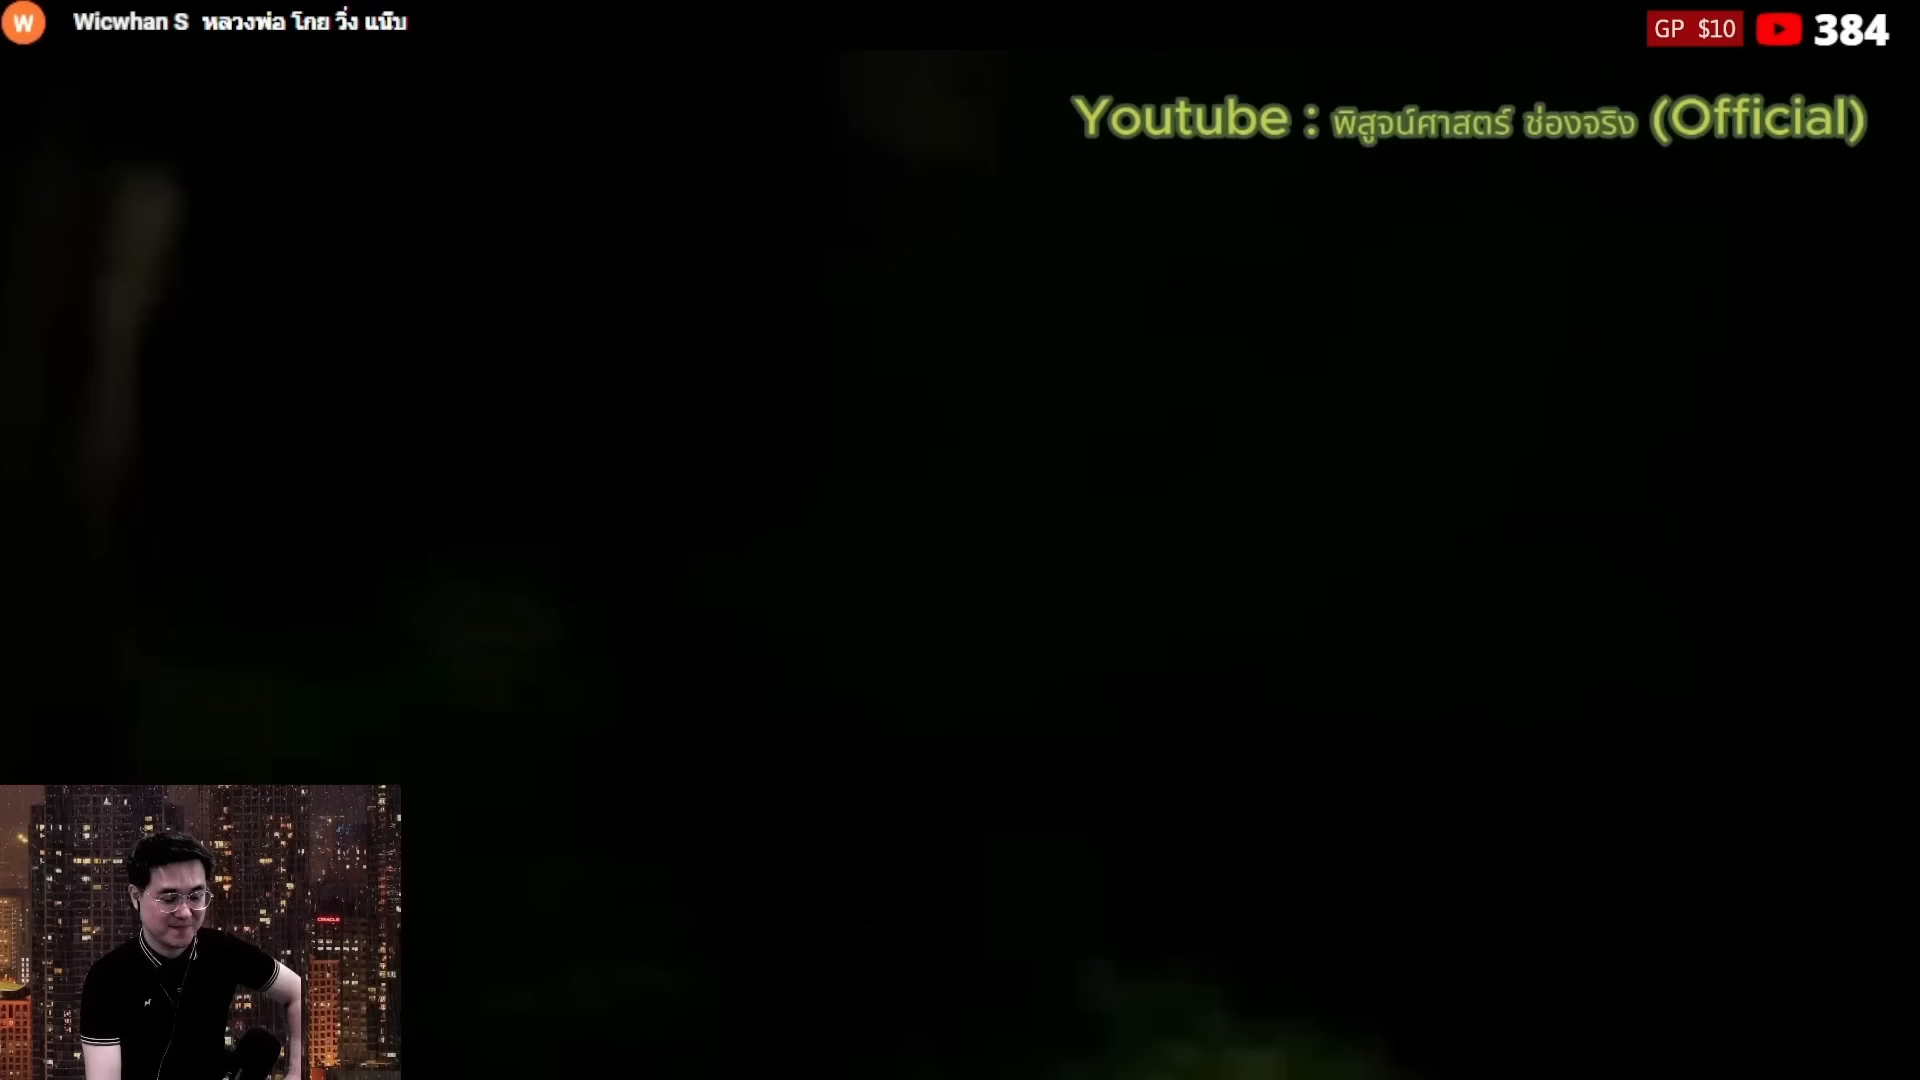 W Wicwhan S หลวงพ่อ โกย วิ่ง แน๊บ
GP $10 384
Youtube : พิสูจน์ศาสตร์ ช่องจริง (Official)
ORACLE